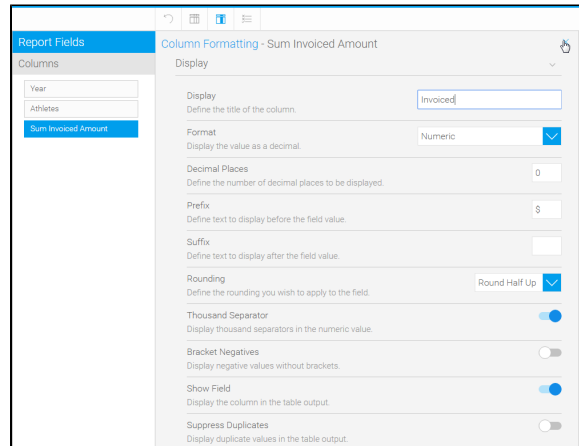 Report Fields
Column Formatting - Sum Invoiced Amount
Columns
Display
Year
Athletes
Sum Invoiced Amount
Display
Define the title of the column.
Invoiced
Format
Display the value as a decimal.
Numeric
Decimal Places
Define the number of decimal places to be displayed.
0
Prefix
Define text to display before the field value.
$
Suffix
Define text to display after the field value.
Rounding
Define the rounding you wish to apply to the field.
Round Half Up
Thousand Separator
Display thousand separators in the numeric value.
Bracket Negatives
Display negative values without brackets.
Show Field
Display the column in the table output.
Suppress Duplicates
Display duplicate values in the table output.